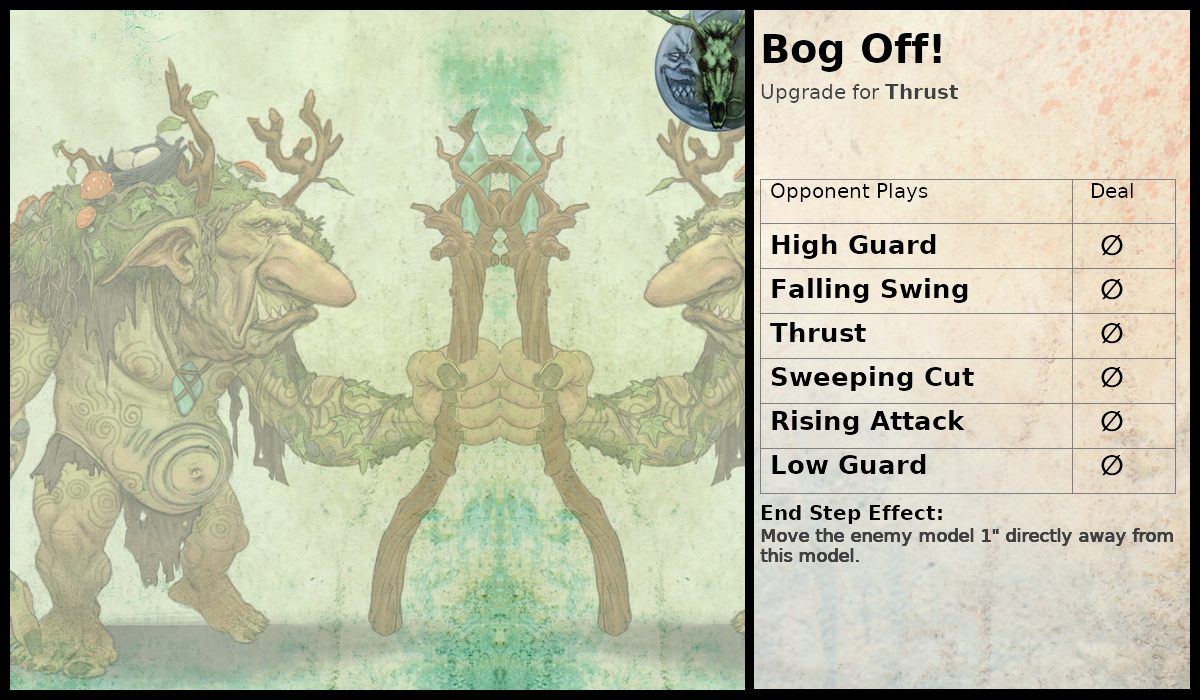 Bog Off!
Upgrade for Thrust
Opponent Plays Deal
High Guard ∅
Falling Swing ∅
Thrust ∅
Sweeping Cut ∅
Rising Attack ∅
Low Guard ∅
End Step Effect:
Move the enemy model 1" directly away from
this model.